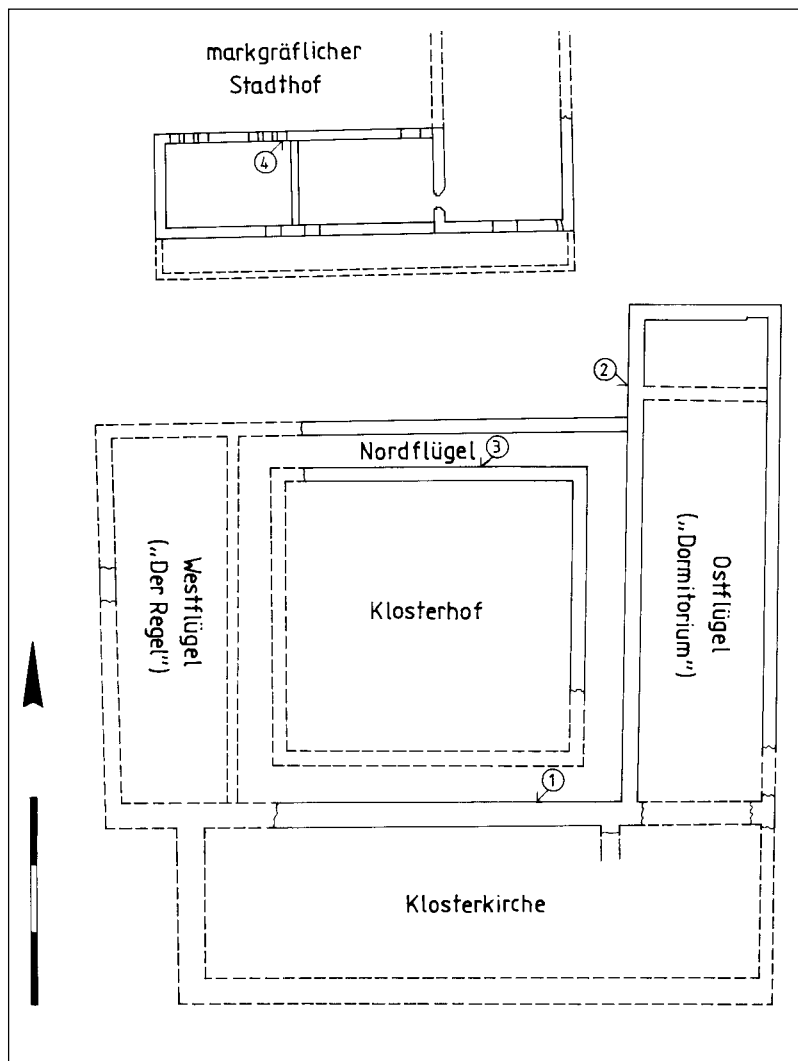 markgräflicher
Stadthof
4
2
Nordflügel
3
Westflügel
(„Der Regel")
Klosterhof
Ostflügel
(„Dormitorium")
1
Klosterkirche